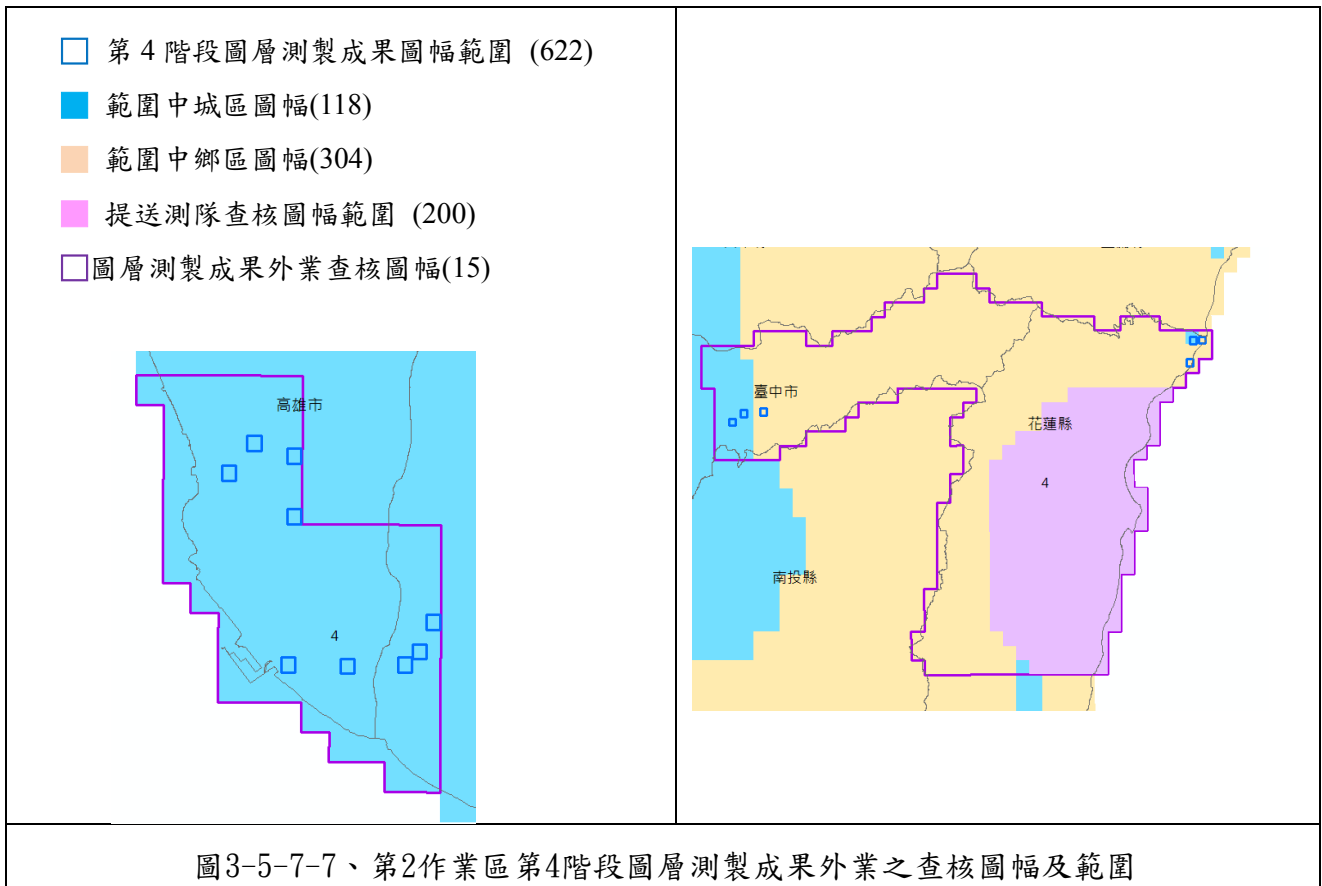 第 4 階段圖層測製成果圖幅範圍 (622)
範圍中城區圖幅(118)
範圍中鄉區圖幅(304)
提送測隊查核圖幅範圍 (200)
圖層測製成果外業查核圖幅(15)
高雄市
4
臺中市
花蓮縣
4
南投縣
圖3-5-7-7、第2作業區第4階段圖層測製成果外業之查核圖幅及範圍